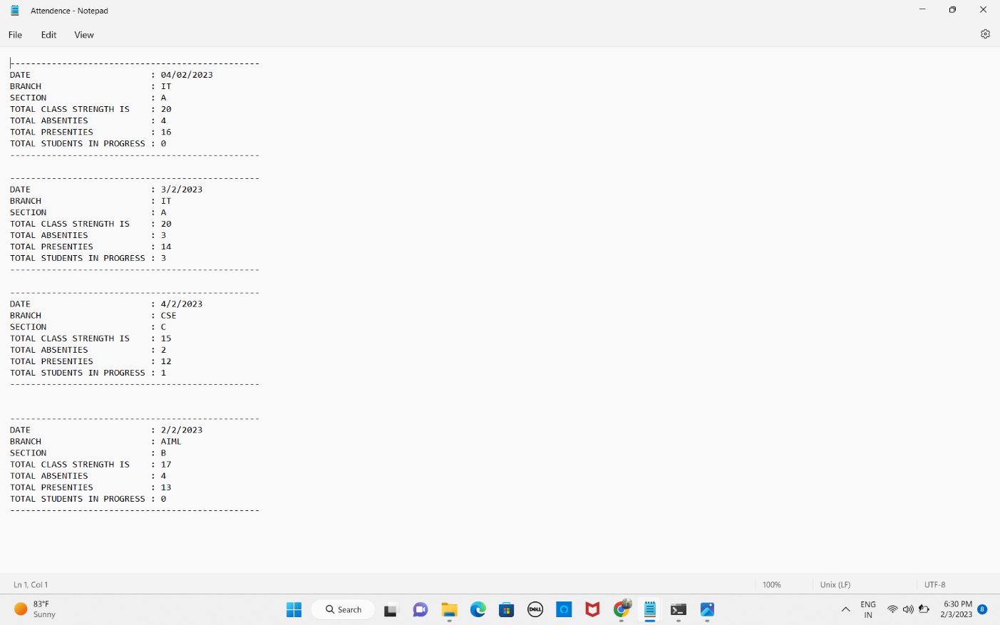 Attendence - Notepad
File Edit View
------------------------------------------------
DATE : 04/02/2023
BRANCH : IT
SECTION : A
TOTAL CLASS STRENGTH IS : 20
TOTAL ABSENTIES : 4
TOTAL PRESENTIES : 16
TOTAL STUDENTS IN PROGRESS : 0
------------------------------------------------
------------------------------------------------
DATE : 3/2/2023
BRANCH : IT
SECTION : A
TOTAL CLASS STRENGTH IS : 20
TOTAL ABSENTIES : 3
TOTAL PRESENTIES : 14
TOTAL STUDENTS IN PROGRESS : 3
------------------------------------------------
------------------------------------------------
DATE : 4/2/2023
BRANCH : CSE
SECTION : C
TOTAL CLASS STRENGTH IS : 15
TOTAL ABSENTIES : 2
TOTAL PRESENTIES : 12
TOTAL STUDENTS IN PROGRESS : 1
------------------------------------------------
------------------------------------------------
DATE : 2/2/2023
BRANCH : AIML
SECTION : B
TOTAL CLASS STRENGTH IS : 17
TOTAL ABSENTIES : 4
TOTAL PRESENTIES : 13
TOTAL STUDENTS IN PROGRESS : 0
------------------------------------------------
Ln 1, Col 1 100% Unix (LF) UTF-8
83°F
Sunny
Search
DELL
ENG
IN
6:30 PM
2/3/2023
8